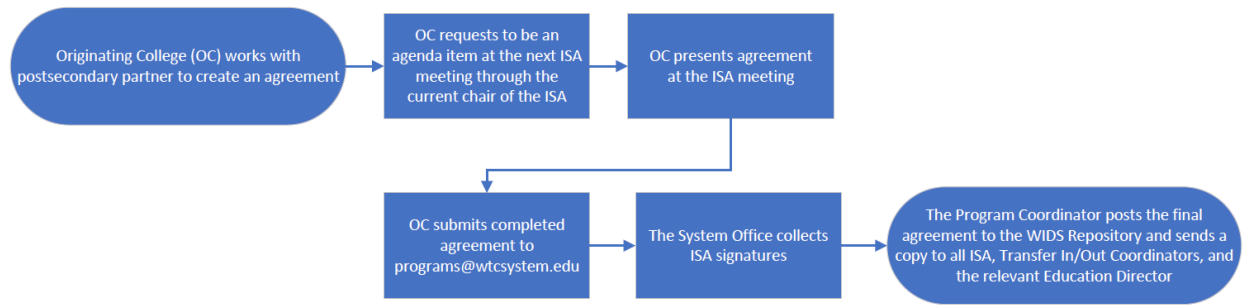 Originating College (OC) works with
postsecondary partner to create an agreement
OC requests to be an
agenda item at the next ISA
meeting through the
current chair of the ISA
OC presents agreement
at the ISA meeting
OC submits completed
agreement to
programs@wtcsystem.edu
The System Office collects
ISA signatures
The Program Coordinator posts the final
agreement to the WIDS Repository and sends a
copy to all ISA, Transfer In/Out Coordinators, and
the relevant Education Director